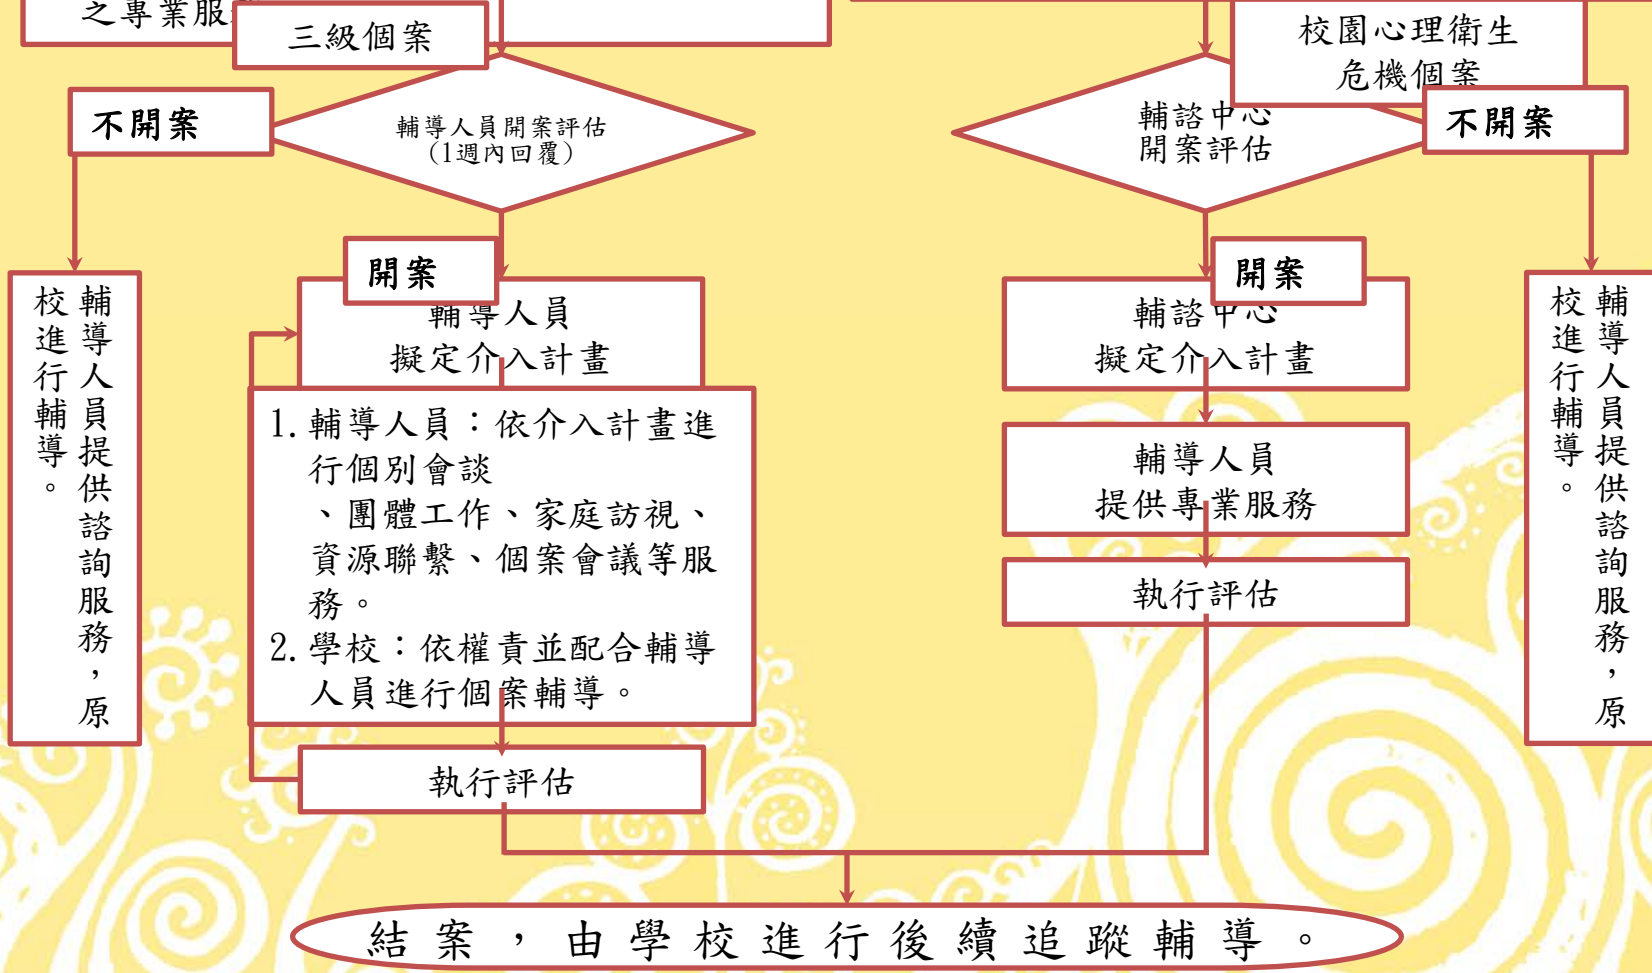 之專業服
三級個案
不開案
輔導人員開案評估
(1週內回覆)
開案
輔導人員
擬定介入計畫
輔導人員提供諮詢服務，原
校進行輔導。
1.輔導人員：依介入計畫進
行個別會談
、團體工作、家庭訪視、
資源聯繫、個案會議等服
務。
2.學校：依權責並配合輔導
人員進行個案輔導。
執行評估
校園心理衛生
危機個案
輔諮中心
開案評估
不開案
開案
輔諮中心
擬定介入計畫
輔導人員
提供專業服務
執行評估
輔導人員提供諮詢服務，原
校進行輔導。
結案，由學校進行後續追蹤輔導。